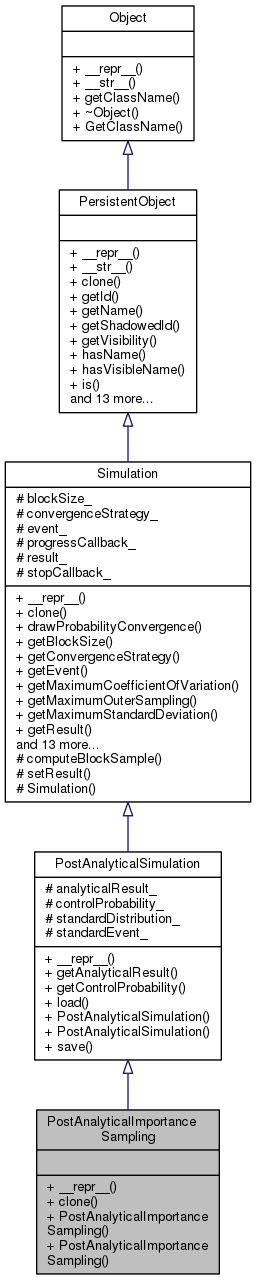 Object
+ __repr__()
+ __str__()
+ getClassName()
+ ~Object()
+ GetClassName()
PersistentObject
+ __repr__()
+ __str__()
+ clone()
+ getId()
+ getName()
+ getShadowedId()
+ getVisibility()
+ hasName()
+ hasVisibleName()
+ is()
and 13 more...
Simulation
# blockSize_
# convergenceStrategy_
# event_
# progressCallback_
# result_
# stopCallback_
+ __repr__()
+ clone()
+ drawProbabilityConvergence()
+ getBlockSize()
+ getConvergenceStrategy()
+ getEvent()
+ getMaximumCoefficientOfVariation()
+ getMaximumOuterSampling()
+ getMaximumStandardDeviation()
+ getResult()
and 13 more...
# computeBlockSample()
# setResult()
# Simulation()
PostAnalyticalSimulation
# analyticalResult_
# controlProbability_
# standardDistribution_
# standardEvent_
+ __repr__()
+ getAnalyticalResult()
+ getControlProbability()
+ load()
+ PostAnalyticalSimulation()
+ PostAnalyticalSimulation()
+ save()
PostAnalyticalImportance
Sampling
+ __repr__()
+ clone()
+ PostAnalyticalImportance
Sampling()
+ PostAnalyticalImportance
Sampling()